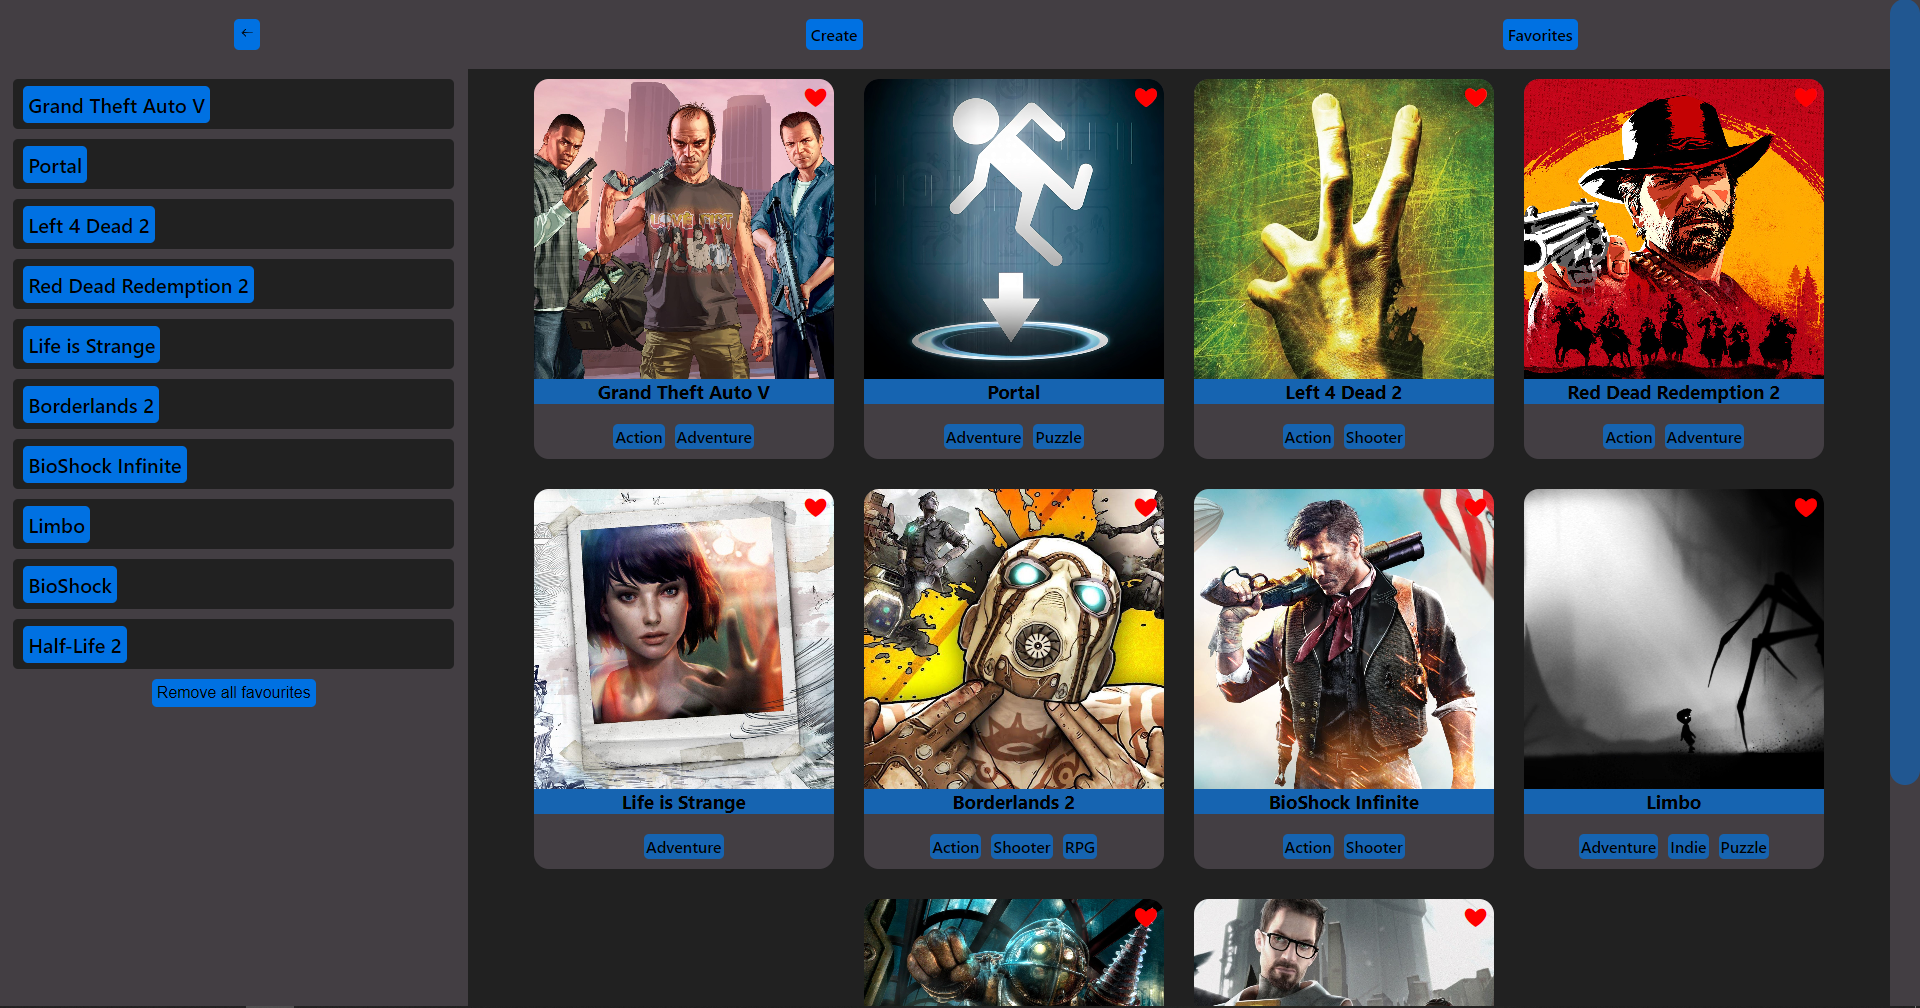 ←
Create
Favorites
Grand Theft Auto V
Portal
Left 4 Dead 2
Red Dead Redemption 2
Life is Strange
Borderlands 2
BioShock Infinite
Limbo
BioShock
Half-Life 2
Remove all favourites
Grand Theft Auto V
Action Adventure
Portal
Adventure Puzzle
Left 4 Dead 2
Action Shooter
Red Dead Redemption 2
Action Adventure
Life is Strange
Adventure
Borderlands 2
Action Shooter RPG
BioShock Infinite
Action Shooter
Limbo
Adventure Indie Puzzle